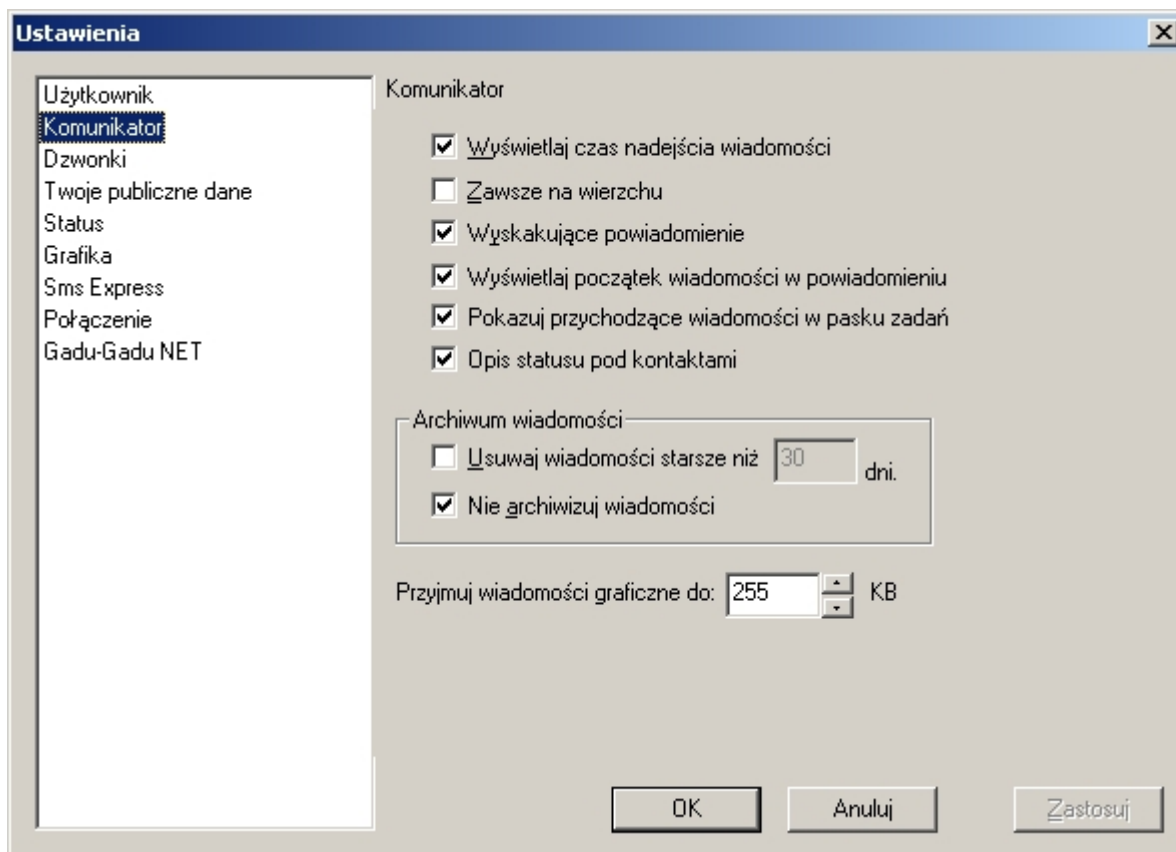 Ustawienia
Użytkownik
Komunikator
Dzwonki
Twoje publiczne dane
Status
Grafika
Sms Express
Połączenie
Gadu-Gadu NET
Komunikator
Wyświetlaj czas nadejścia wiadomości
Zawsze na wierzchu
Wyskakujące powiadomienie
Wyświetlaj początek wiadomości w powiadomieniu
Pokazuj przychodzące wiadomości w pasku zadań
Opis statusu pod kontaktami
Archiwum wiadomości
Usuwaj wiadomości starsze niż 30 dni.
Nie archiwizuj wiadomości
Przyjmuj wiadomości graficzne do: 255 KB
OK Anuluj Zastosuj